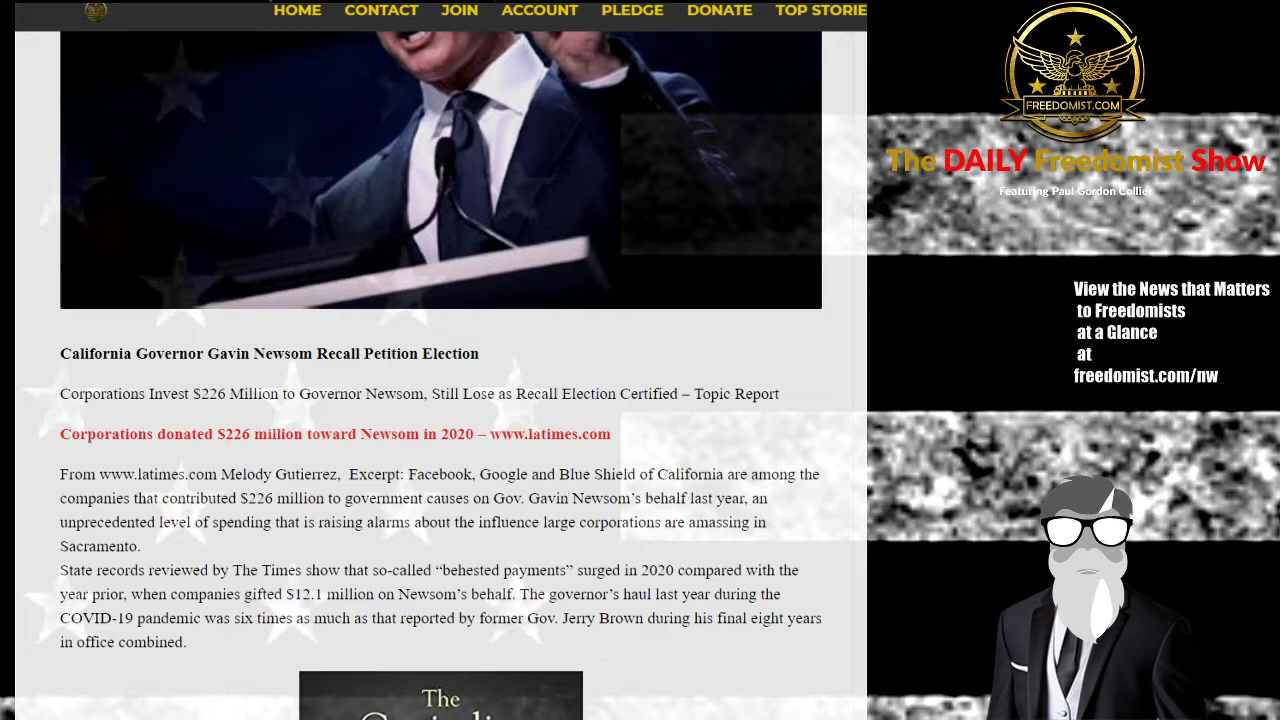 HOME CONTACT JOIN ACCOUNT PLEDGE DONATE TOP STORIE
FREEDOMIST.COM
The DAILY Freedomist Show
Featuring Paul Gordon Collie
View the News that Matters
to Freedomists
at a Glance
at
freedomist.com/nw
California Governor Gavin Newsom Recall Petition Election
Corporations Invest $226 Million to Governor Newsom, Still Lose as Recall Election Certified – Topic Report
Corporations donated $226 million toward Newsom in 2020 – www.latimes.com
From www.latimes.com Melody Gutierrez,  Excerpt: Facebook, Google and Blue Shield of California are among the
companies that contributed $226 million to government causes on Gov. Gavin Newsom’s behalf last year, an
unprecedented level of spending that is raising alarms about the influence large corporations are amassing in
Sacramento.
State records reviewed by The Times show that so-called “behested payments” surged in 2020 compared with the
year prior, when companies gifted $12.1 million on Newsom’s behalf. The governor’s haul last year during the
COVID-19 pandemic was six times as much as that reported by former Gov. Jerry Brown during his final eight years
in office combined.
The